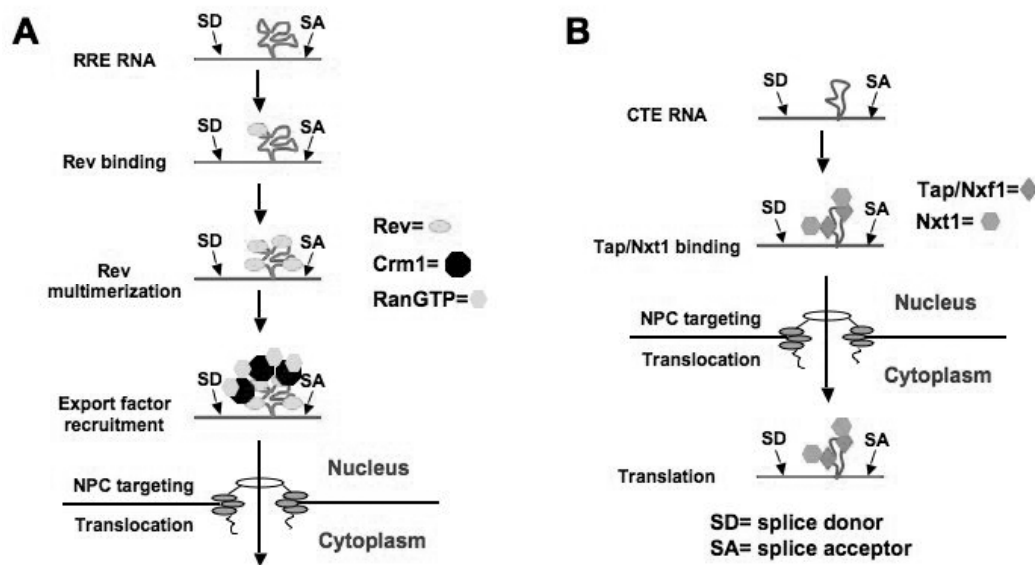 A
SD
SA
RRE RNA
SD
SA
Rev binding
SD
SA
Rev
multimerization
Rev=
Crm1=
RanGTP=
SD
SA
Export factor
recruitment
NPC targeting
Nucleus
Translocation
Cytoplasm
B
SD
SA
CTE RNA
Tap/Nxf1=
Nxt1=
SD
SA
Tap/Nxt1 binding
NPC targeting
Nucleus
Translocation
Cytoplasm
SD
SA
Translation
SD= splice donor
SA= splice acceptor